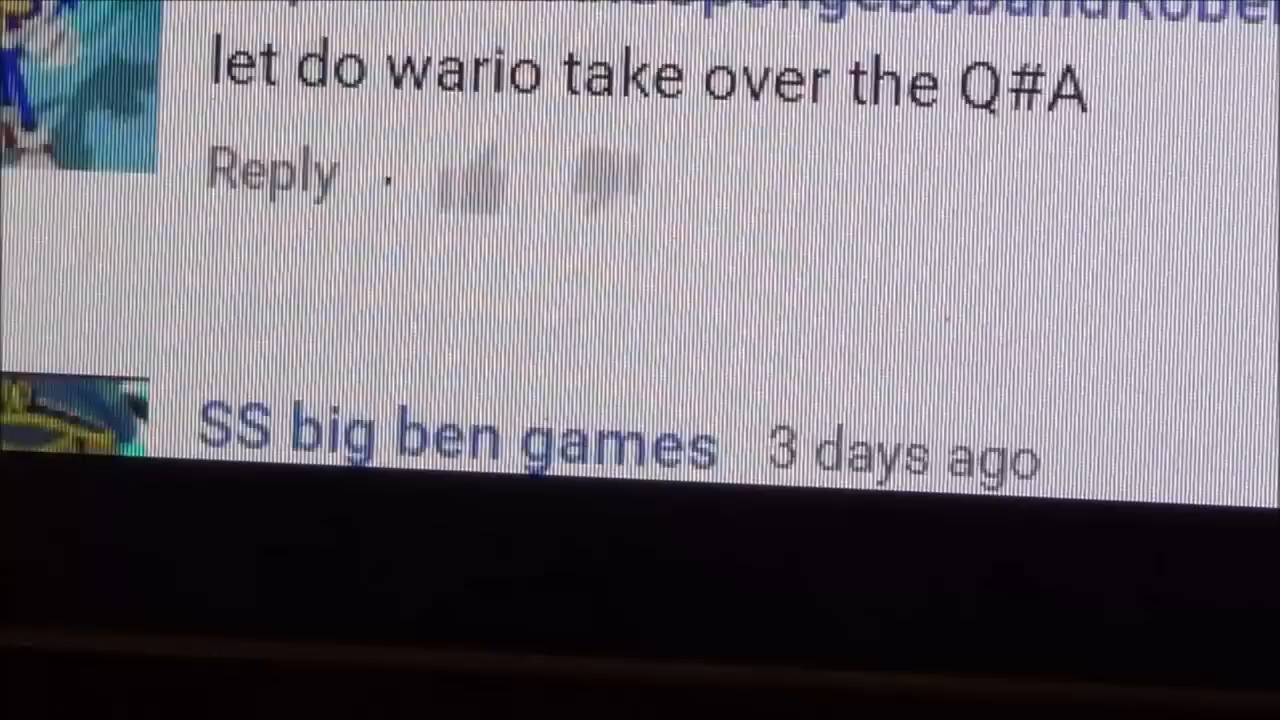 let do wario take over the Q#A
Reply
SS big ben games 3 days ago